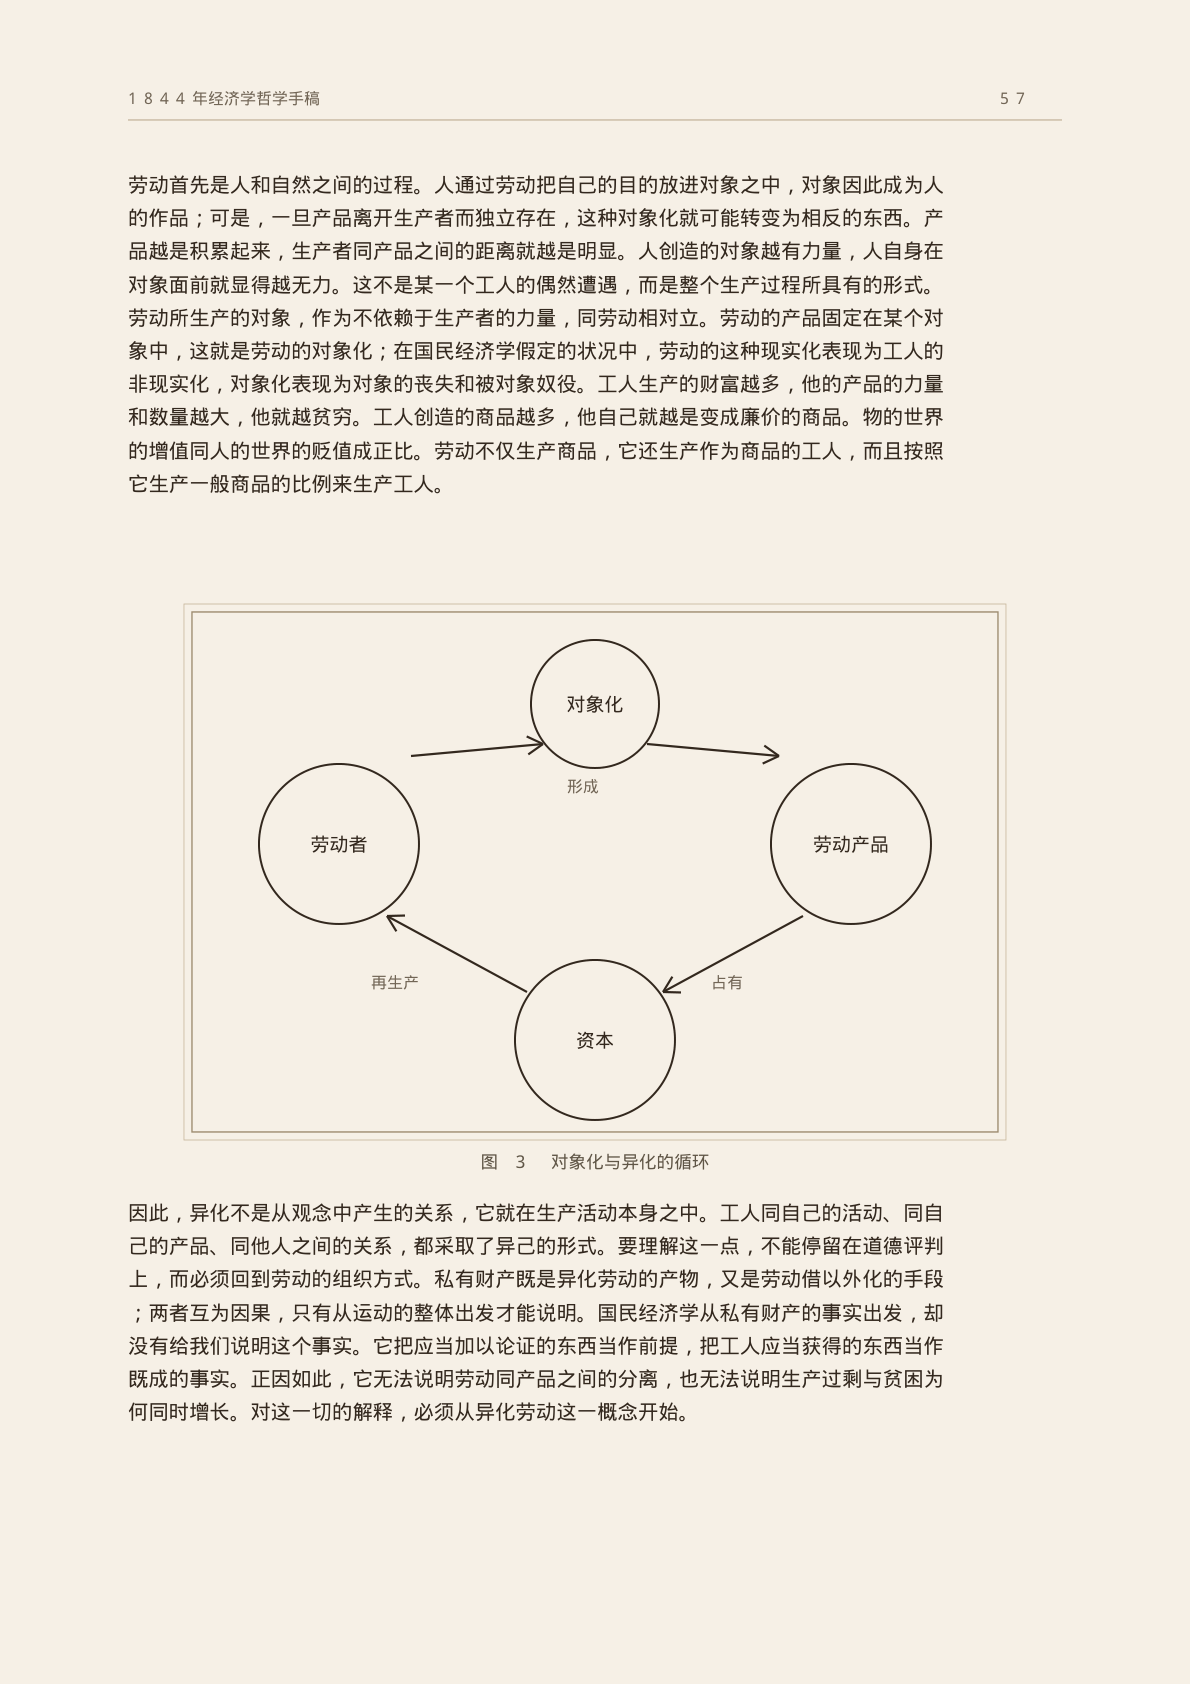 1844年经济学哲学手稿 57
劳动首先是人和自然之间的过程。人通过劳动把自己的目的放进对象之中，对象因此成为人
的作品；可是，一旦产品离开生产者而独立存在，这种对象化就可能转变为相反的东西。产
品越是积累起来，生产者同产品之间的距离就越是明显。人创造的对象越有力量，人自身在
对象面前就显得越无力。这不是某一个工人的偶然遭遇，而是整个生产过程所具有的形式。
劳动所生产的对象，作为不依赖于生产者的力量，同劳动相对立。劳动的产品固定在某个对
象中，这就是劳动的对象化；在国民经济学假定的状况中，劳动的这种现实化表现为工人的
非现实化，对象化表现为对象的丧失和被对象奴役。工人生产的财富越多，他的产品的力量
和数量越大，他就越贫穷。工人创造的商品越多，他自己就越是变成廉价的商品。物的世界
的增值同人的世界的贬值成正比。劳动不仅生产商品，它还生产作为商品的工人，而且按照
它生产一般商品的比例来生产工人。
对象化
形成
劳动者
劳动产品
再生产
占有
资本
图 3 对象化与异化的循环
因此，异化不是从观念中产生的关系，它就在生产活动本身之中。工人同自己的活动、同自
己的产品、同他人之间的关系，都采取了异己的形式。要理解这一点，不能停留在道德评判
上，而必须回到劳动的组织方式。私有财产既是异化劳动的产物，又是劳动借以外化的手段
；两者互为因果，只有从运动的整体出发才能说明。国民经济学从私有财产的事实出发，却
没有给我们说明这个事实。它把应当加以论证的东西当作前提，把工人应当获得的东西当作
既成的事实。正因如此，它无法说明劳动同产品之间的分离，也无法说明生产过剩与贫困为
何同时增长。对这一切的解释，必须从异化劳动这一概念开始。